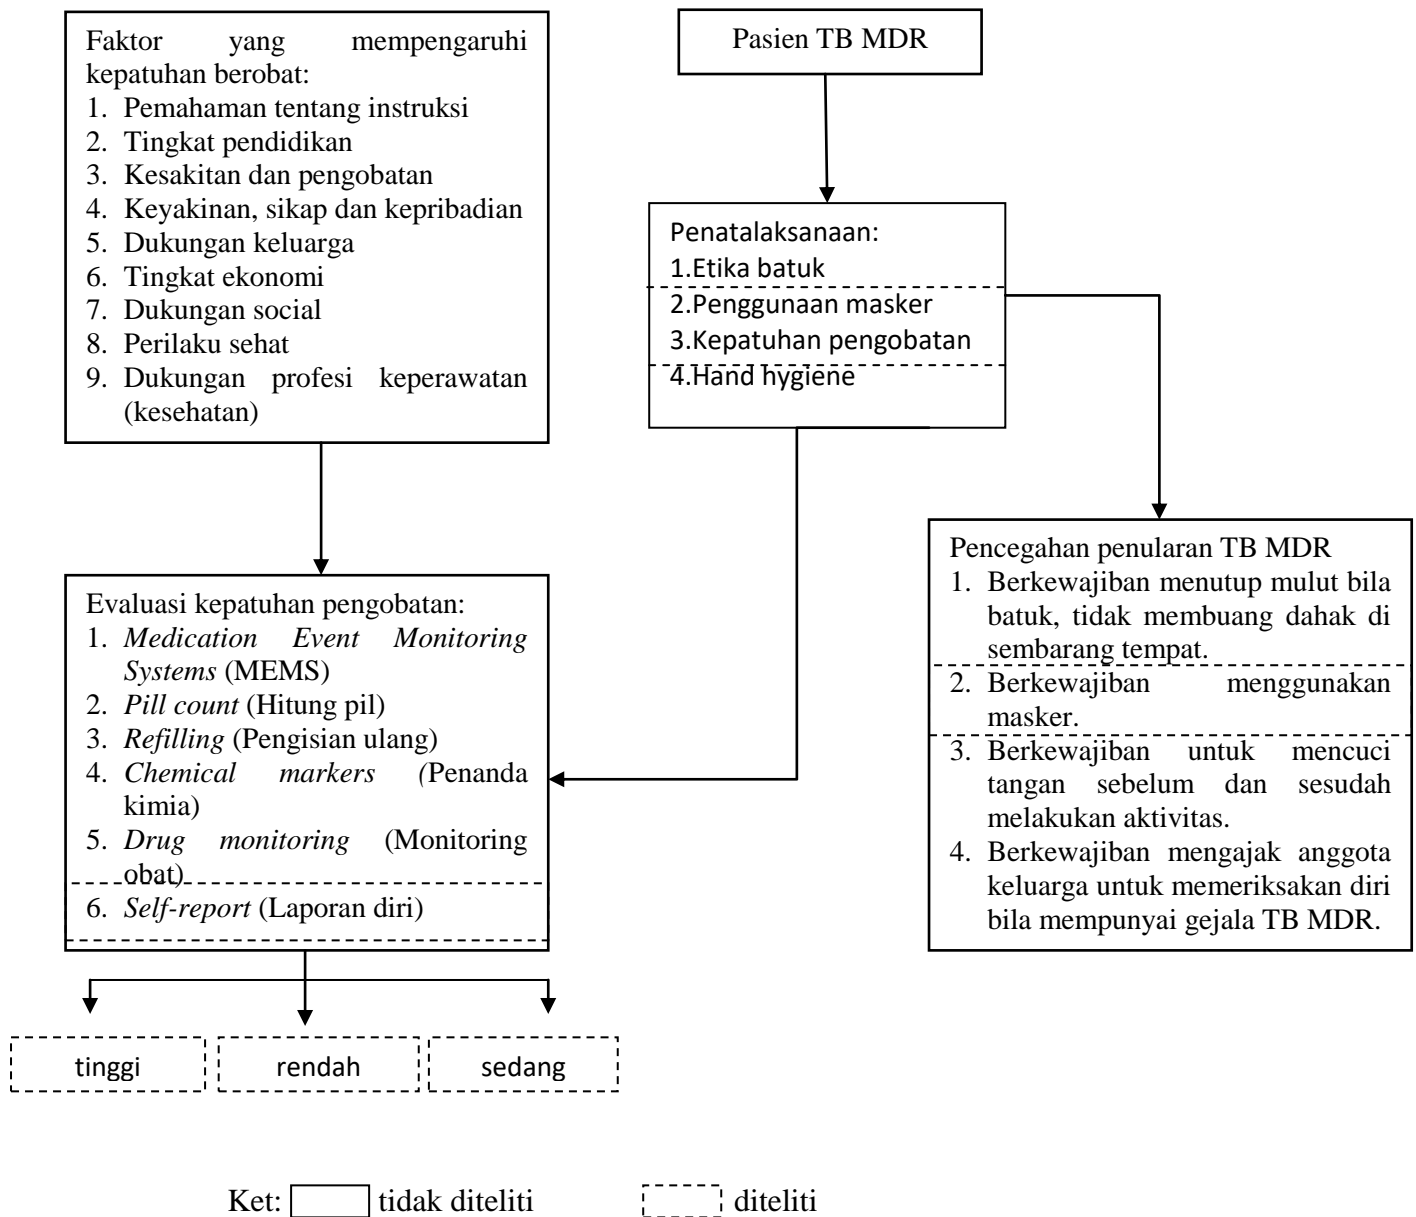 Faktor yang mempengaruhi
kepatuhan berobat:
1. Pemahaman tentang instruksi
2. Tingkat pendidikan
3. Kesakitan dan pengobatan
4. Keyakinan, sikap dan kepribadian
5. Dukungan keluarga
6. Tingkat ekonomi
7. Dukungan social
8. Perilaku sehat
9. Dukungan profesi keperawatan
(kesehatan)
Pasien TB MDR
Penatalaksanaan:
1.Etika batuk
2.Penggunaan masker
3.Kepatuhan pengobatan
4.Hand hygiene
Evaluasi kepatuhan pengobatan:
1. Medication Event Monitoring
Systems (MEMS)
2. Pill count (Hitung pil)
3. Refilling (Pengisian ulang)
4. Chemical markers (Penanda
kimia)
5. Drug monitoring (Monitoring
obat)
6. Self-report (Laporan diri)
Pencegahan penularan TB MDR
1. Berkewajiban menutup mulut bila
batuk, tidak membuang dahak di
sembarang tempat.
2. Berkewajiban menggunakan
masker.
3. Berkewajiban untuk mencuci
tangan sebelum dan sesudah
melakukan aktivitas.
4. Berkewajiban mengajak anggota
keluarga untuk memeriksakan diri
bila mempunyai gejala TB MDR.
tinggi
rendah
sedang
Ket: tidak diteliti
diteliti